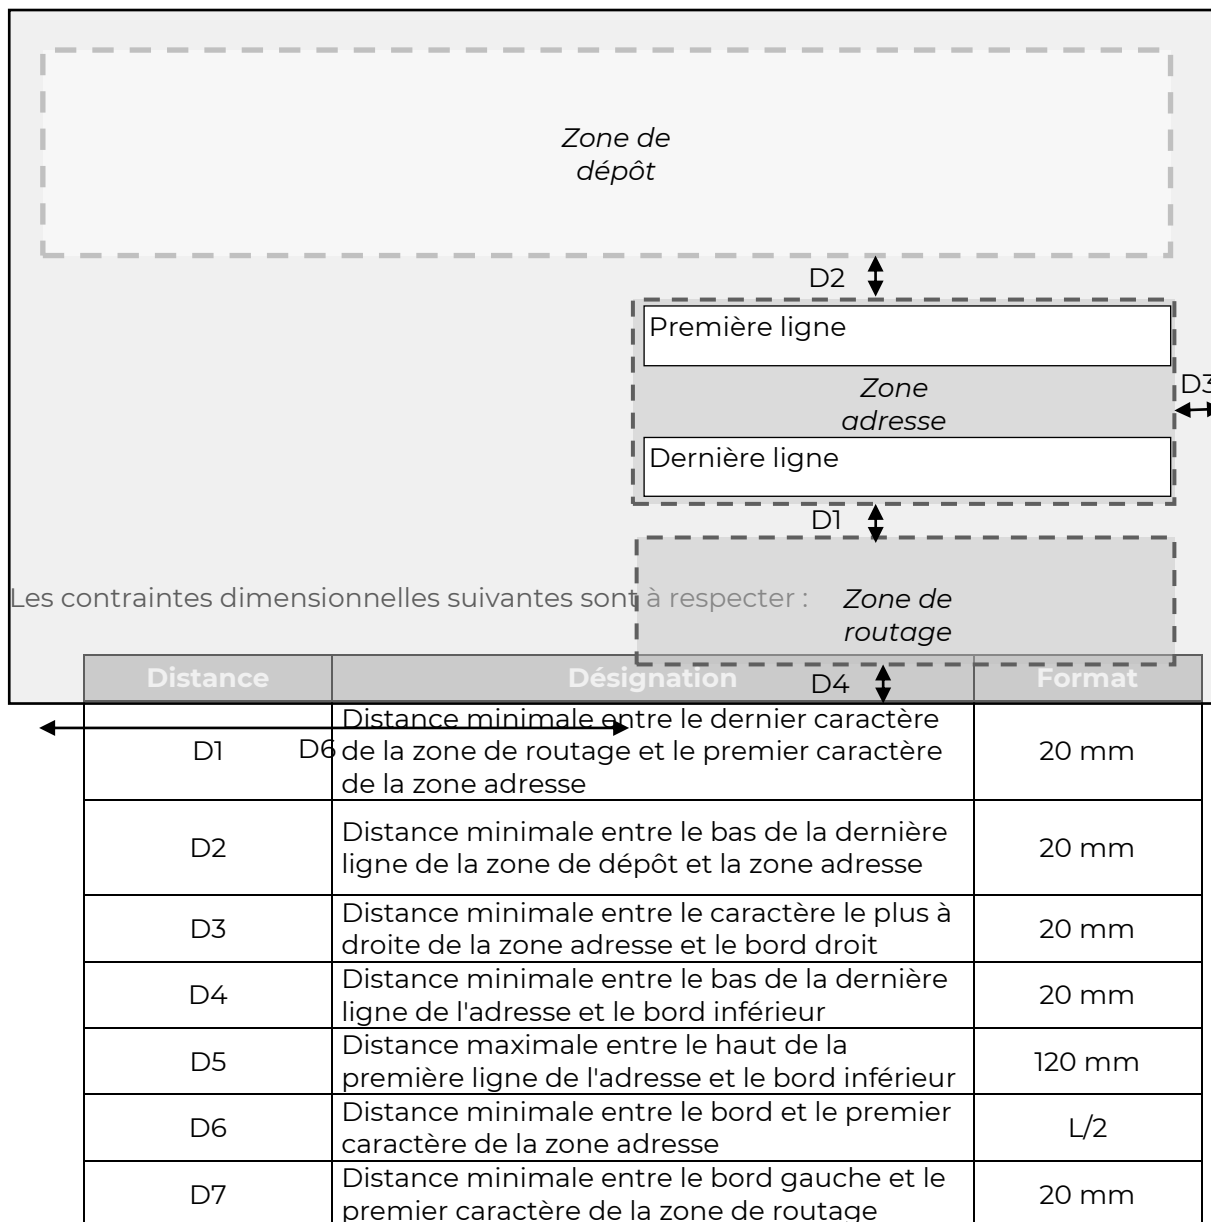 Zone de
dépôt
D2
Première ligne
Zone
adresse
D3
Dernière ligne
D1
Les contraintes dimensionnelles suivantes sont à respecter :
Zone de
routage
Distance Désignation Format
D4
D6
D1
Distance minimale entre le dernier caractère
de la zone de routage et le premier caractère
de la zone adresse
20 mm
D2
Distance minimale entre le bas de la dernière
ligne de la zone de dépôt et la zone adresse
20 mm
D3
Distance minimale entre le caractère le plus à
droite de la zone adresse et le bord droit
20 mm
D4
Distance minimale entre le bas de la dernière
ligne de l'adresse et le bord inférieur
20 mm
D5
Distance maximale entre le haut de la
première ligne de l'adresse et le bord inférieur
120 mm
D6
Distance minimale entre le bord et le premier
caractère de la zone adresse
L/2
D7
Distance minimale entre le bord gauche et le
premier caractère de la zone de routage
20 mm